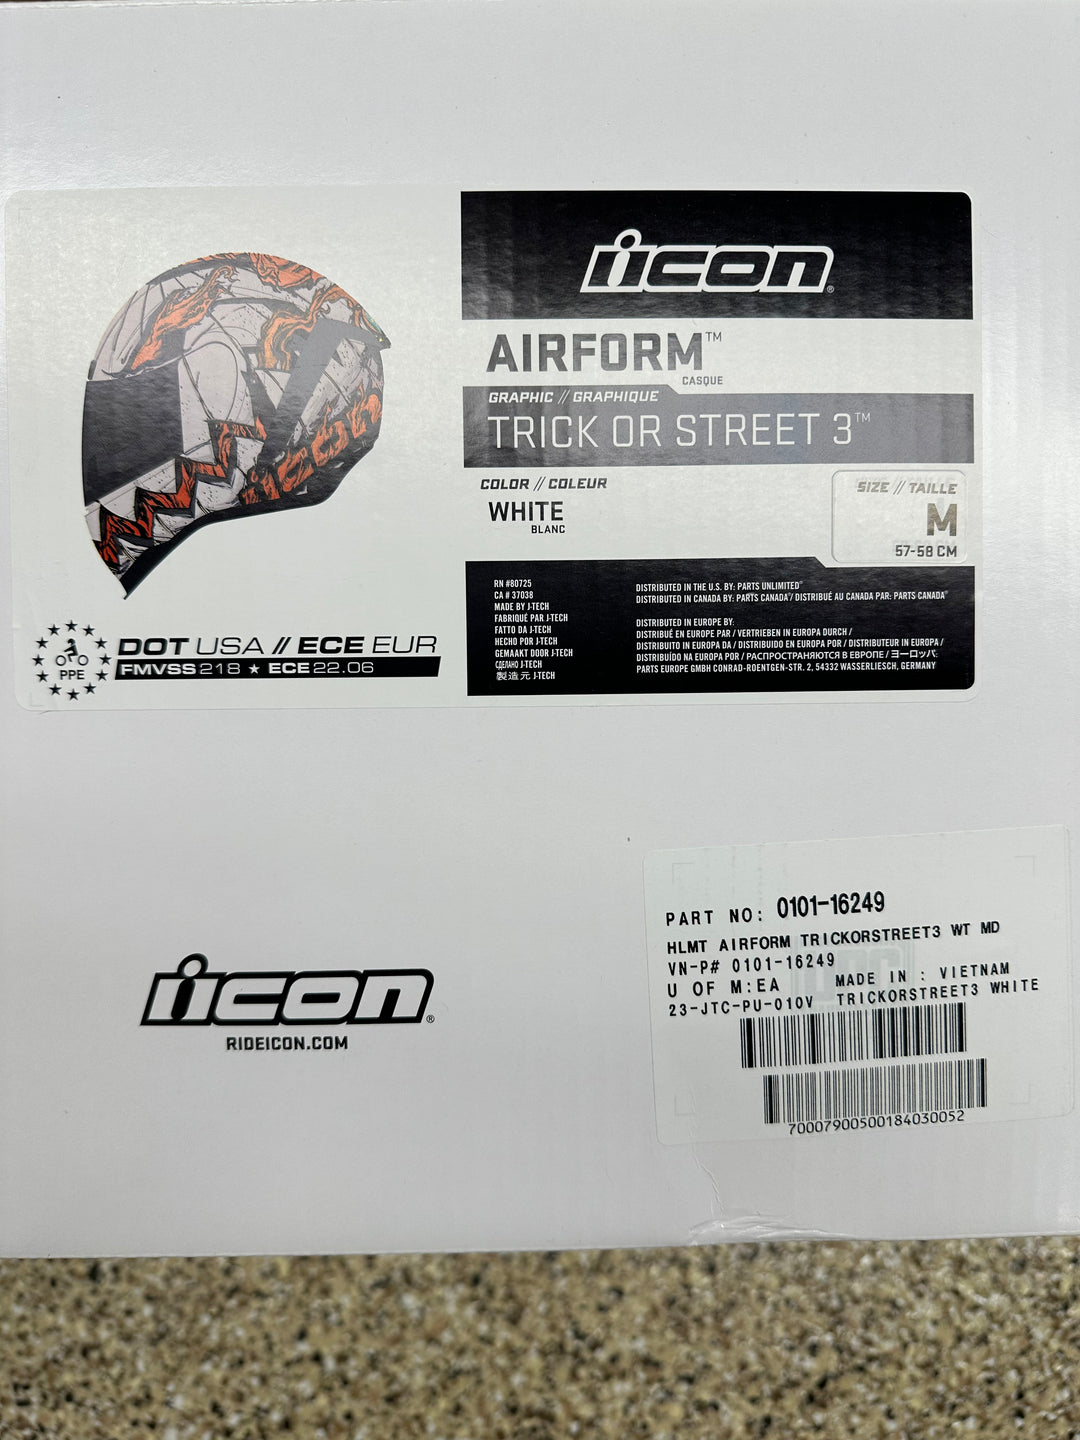 icon®
AIRFORM™
CASQUE
GRAPHIC // GRAPHIQUE
TRICK OR STREET 3™
COLOR // COLEUR
WHITE
BLANC
SIZE // TAILLE
M
57-58 CM
icon
DOT USA // ECE EUR
FMVSS 218 ★ ECE 22.06
PPE
RN #80725
CA # 37038
MADE BY J-TECH
FABRIQUÉ PAR J-TECH
FATTO DA J-TECH
HECHO POR J-TECH
GEMAAKT DOOR J-TECH
СДЕЛАНО J-TECH
製造元 J-TECH
DISTRIBUTED IN THE U.S. BY: PARTS UNLIMITED®
DISTRIBUTED IN CANADA BY: PARTS CANADA®/ DISTRIBUÉ AU CANADA PAR: PARTS CANADA®
DISTRIBUTED IN EUROPE BY:
DISTRIBUÉ EN EUROPE PAR / VERTRIEBEN IN EUROPA DURCH /
DISTRIBUITO IN EUROPA DA / DISTRIBUIDO EN EUROPA POR / DISTRIBUTEUR IN EUROPA /
DISTRIBUÍDO NA EUROPA POR / РАСПРОСТРАНЯЮТСЯ В ЕВРОПЕ / ヨーロッパ:
PARTS EUROPE GMBH CONRAD-ROENTGEN-STR. 2, 54332 WASSERLIESCH, GERMANY
PART NO: 0101-16249
HLMT AIRFORM TRICKORSTREET3 WT MD
VN-P# 0101-16249
U OF M:EA MADE IN : VIETNAM
23-JTC-PU-010V TRICKORSTREET3 WHITE
70007900500184030052
icon®
RIDEICON.COM